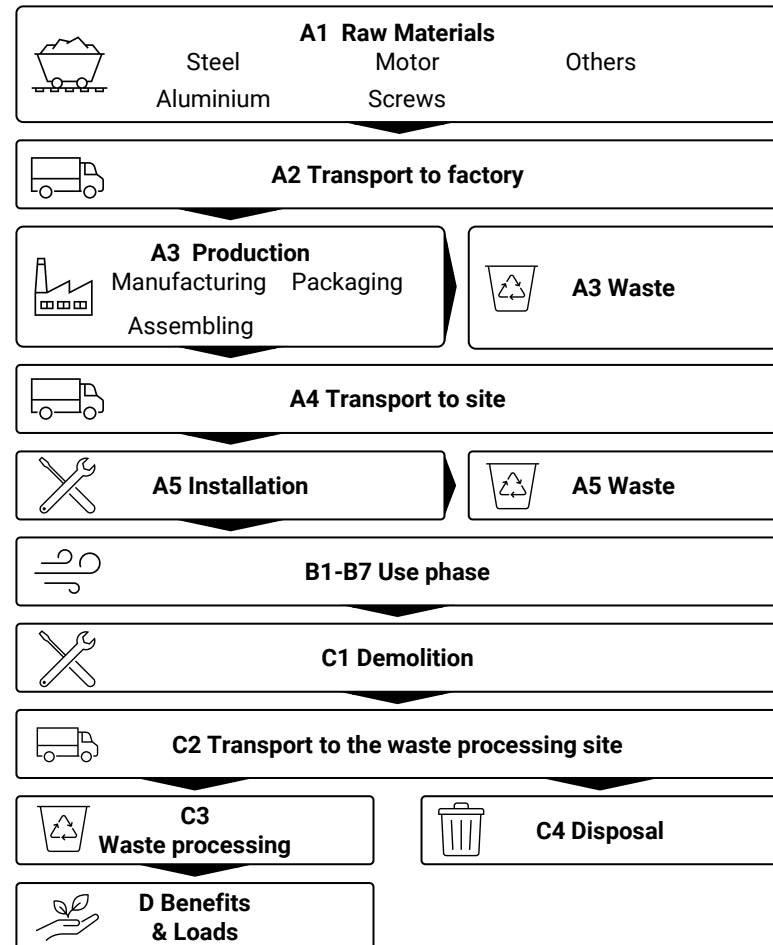 A1 Raw Materials
Steel Motor Others
Aluminium Screws
A2 Transport to factory
A3 Production
Manufacturing Packaging
Assembling
A3 Waste
A4 Transport to site
A5 Installation
A5 Waste
B1-B7 Use phase
C1 Demolition
C2 Transport to the waste processing site
C3
Waste processing
C4 Disposal
D Benefits
& Loads